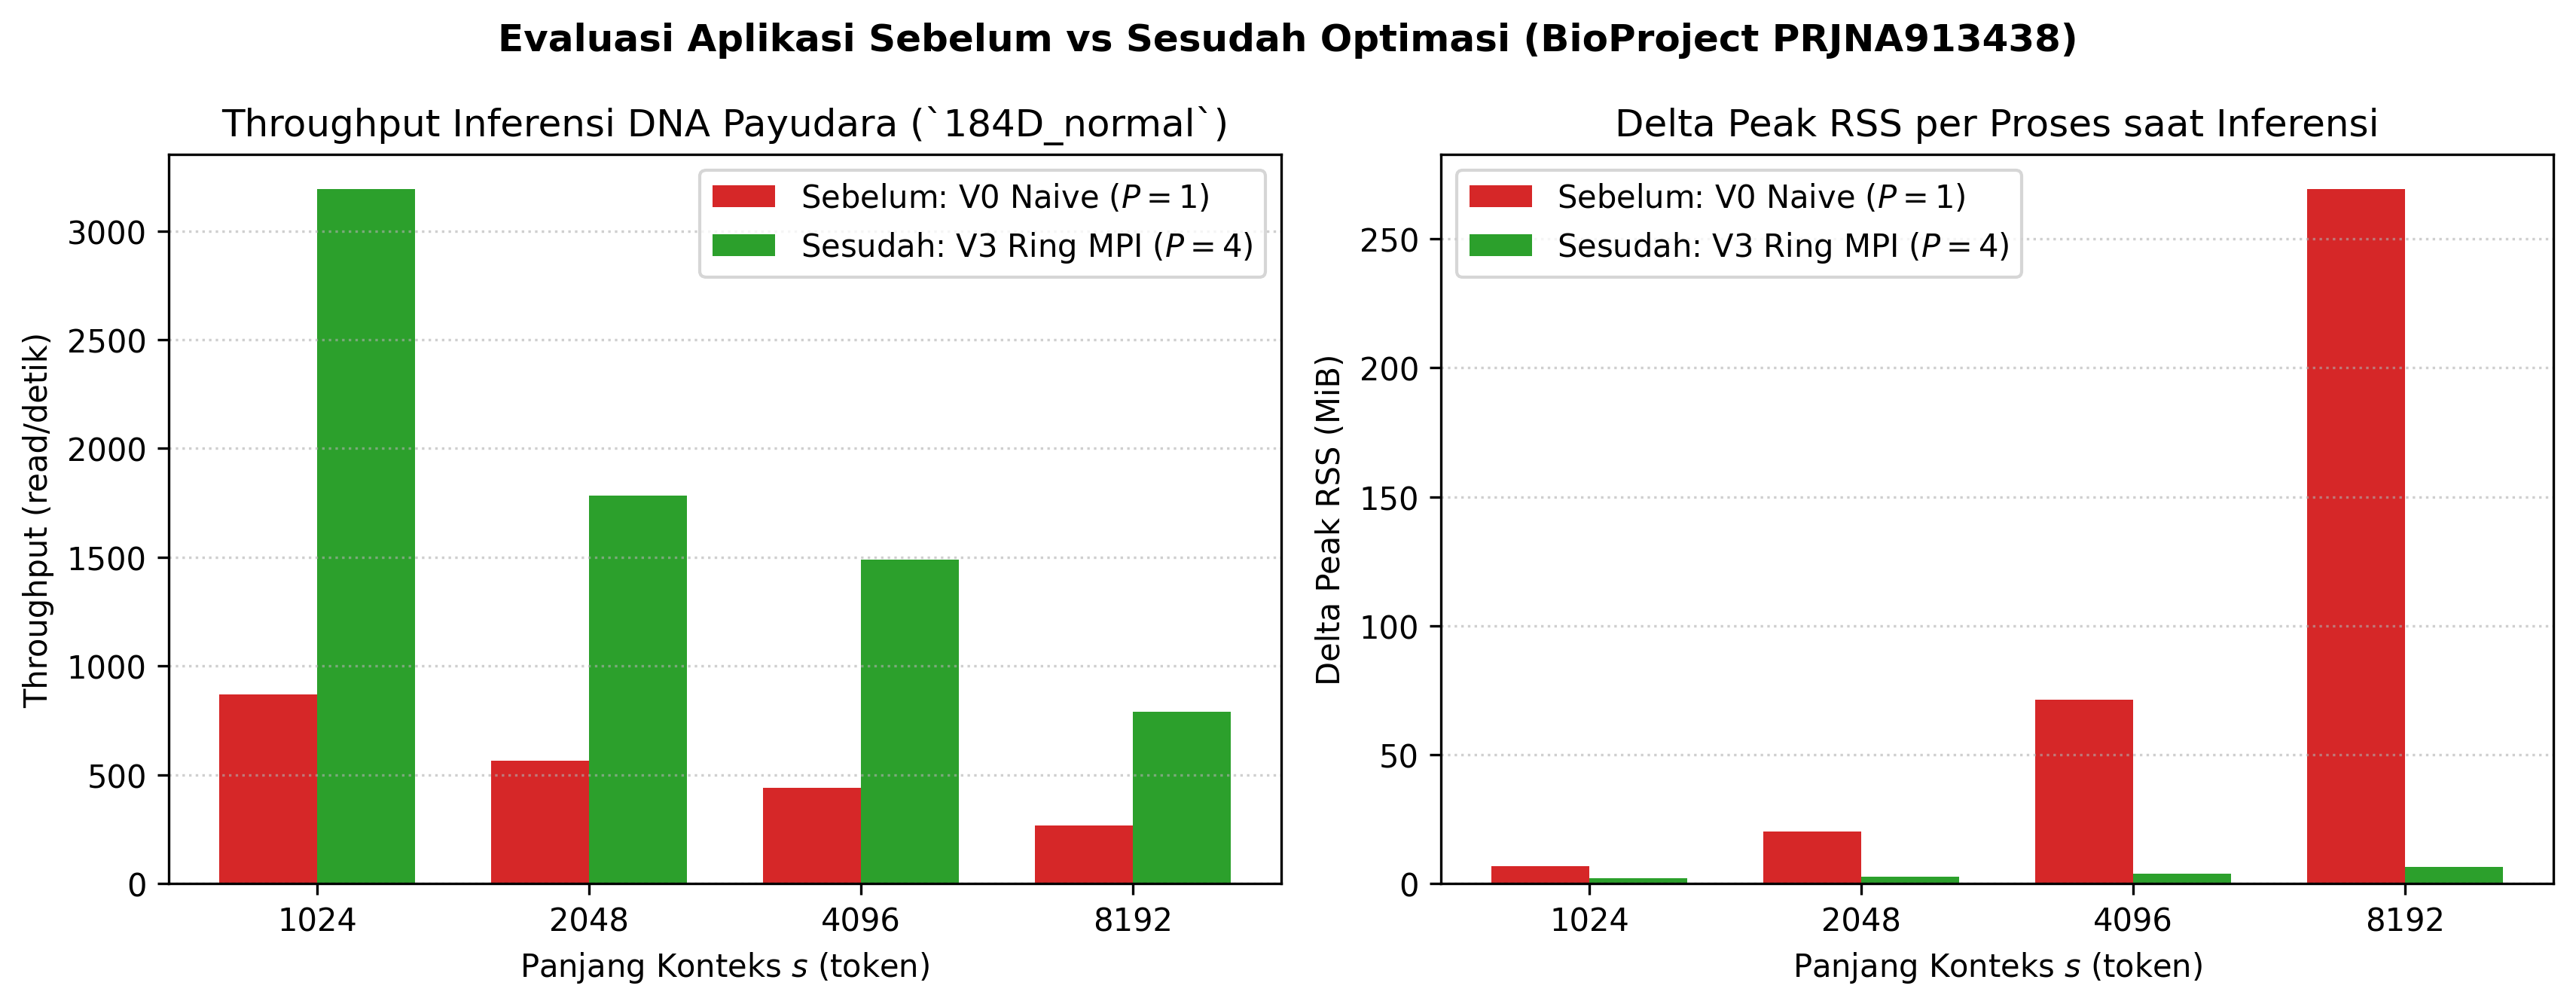 Evaluasi Aplikasi Sebelum vs Sesudah Optimasi (BioProject PRJNA913438)
Throughput Inferensi DNA Payudara (`184D_normal`)
Sebelum: V0 Naive (P = 1)
Sesudah: V3 Ring MPI (P = 4)
Throughput (read/detik)
3000
2500
2000
1500
1000
500
0
1024
2048
4096
8192
Panjang Konteks s (token)
Delta Peak RSS per Proses saat Inferensi
Sebelum: V0 Naive (P = 1)
Sesudah: V3 Ring MPI (P = 4)
Delta Peak RSS (MiB)
250
200
150
100
50
0
1024
2048
4096
8192
Panjang Konteks s (token)